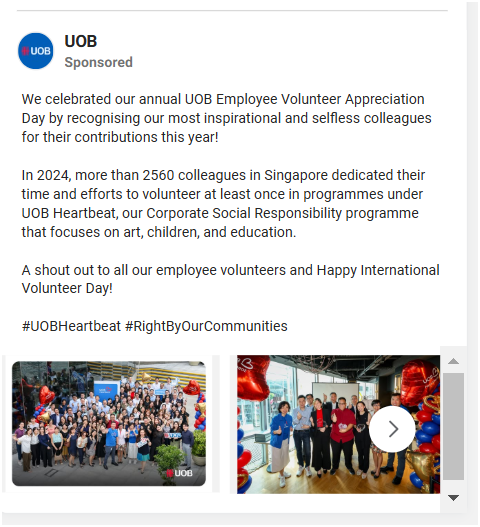 UOB
UOB
Sponsored
We celebrated our annual UOB Employee Volunteer Appreciation
Day by recognising our most inspirational and selfless colleagues
for their contributions this year!
In 2024, more than 2560 colleagues in Singapore dedicated their
time and efforts to volunteer at least once in programmes under
UOB Heartbeat, our Corporate Social Responsibility programme
that focuses on art, children, and education.
A shout out to all our employee volunteers and Happy International
Volunteer Day!
#UOBHeartbeat #RightByOurCommunities
UOB